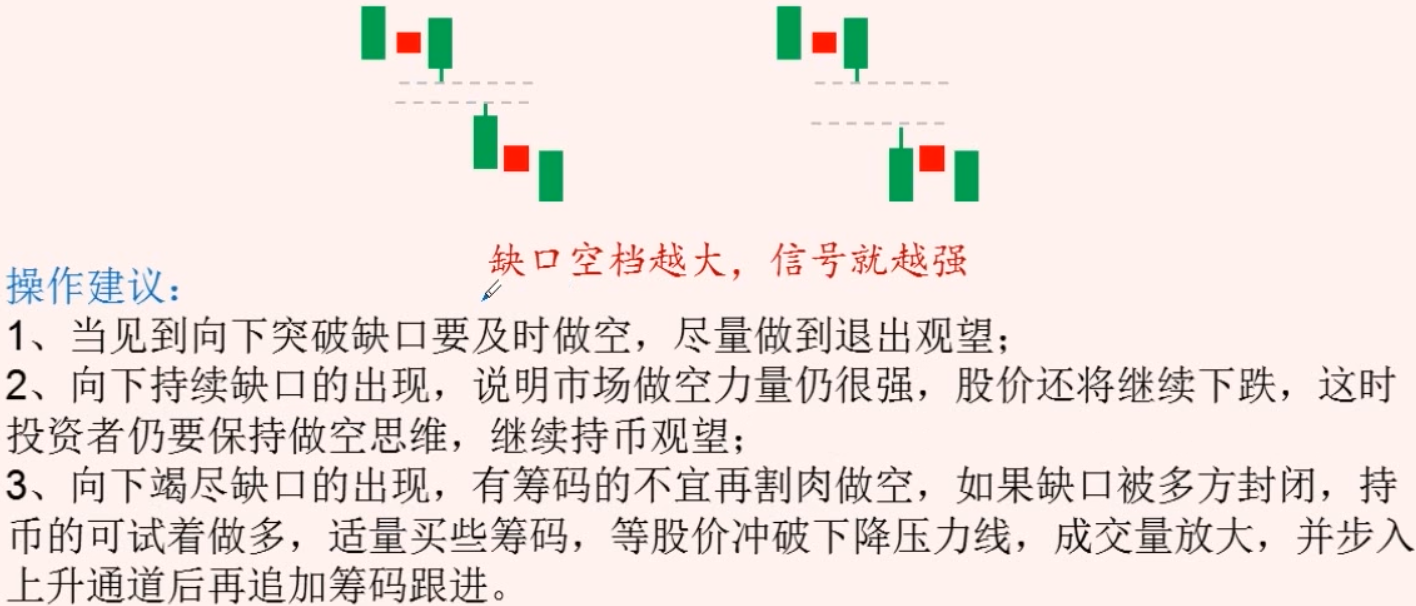 缺口空档越大，信号就越强
操作建议：
1、当见到向下突破缺口要及时做空，尽量做到退出观望；
2、向下持续缺口的出现，说明市场做空力量仍很强，股价还将继续下跌，这时
投资者仍要保持做空思维，继续持币观望；
3、向下竭尽缺口的出现，有筹码的不宜再割肉做空，如果缺口被多方封闭，持
币的可试着做多，适量买些筹码，等股价冲破下降压力线，成交量放大，并步入
上升通道后再追加筹码跟进。